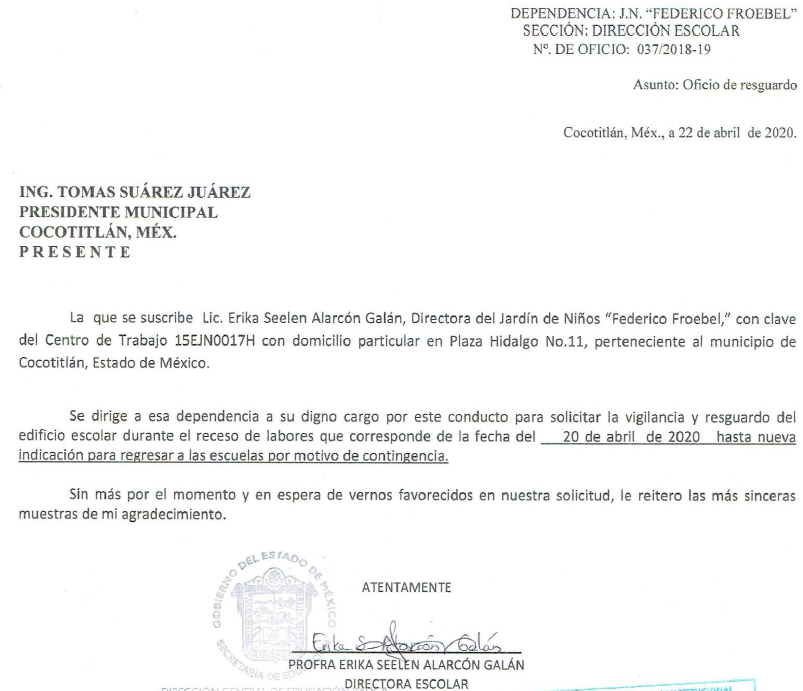 DEPENDENCIA: J.N. “FEDERICO FROEBEL”
SECCIÓN: DIRECCIÓN ESCOLAR
Nº. DE OFICIO: 037/2018-19
Asunto: Oficio de resguardo
Cocotitlán, Méx., a 22 de abril de 2020.
ING. TOMAS SUÁREZ JUÁREZ
PRESIDENTE MUNICIPAL
COCOTITLÁN, MÉX.
P R E S E N T E
La que se suscribe Lic. Erika Seelen Alarcón Galán, Directora del Jardín de Niños “Federico Froebel,” con clave
del Centro de Trabajo 15EJN0017H con domicilio particular en Plaza Hidalgo No.11, perteneciente al municipio de
Cocotitlán, Estado de México.
Se dirige a esa dependencia a su digno cargo por este conducto para solicitar la vigilancia y resguardo del
edificio escolar durante el receso de labores que corresponde de la fecha del 20 de abril de 2020 hasta nueva
indicación para regresar a las escuelas por motivo de contingencia.
Sin más por el momento y en espera de vernos favorecidos en nuestra solicitud, le reitero las más sinceras
muestras de mi agradecimiento.
GOBIERNO DEL ESTADO DE MÉXICO
ATENTAMENTE
Erika S Alarcón Galán
SECRETARÍA DE
PROFRA ERIKA SEELEN ALARCÓN GALÁN
DIRECTORA ESCOLAR